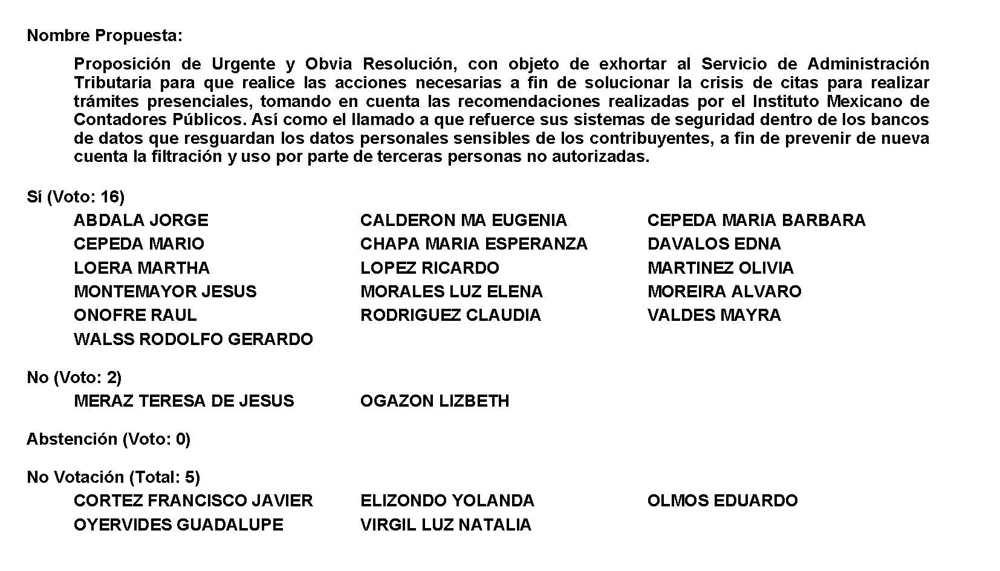 Nombre Propuesta:
Proposición de Urgente y Obvia Resolución, con objeto de exhortar al Servicio de Administración
Tributaria para que realice las acciones necesarias a fin de solucionar la crisis de citas para realizar
trámites presenciales, tomando en cuenta las recomendaciones realizadas por el Instituto Mexicano de
Contadores Públicos. Así como el llamado a que refuerce sus sistemas de seguridad dentro de los bancos
de datos que resguardan los datos personales sensibles de los contribuyentes, a fin de prevenir de nueva
cuenta la filtración y uso por parte de terceras personas no autorizadas.
Sí (Voto: 16)
ABDALA JORGE CALDERON MA EUGENIA CEPEDA MARIA BARBARA
CEPEDA MARIO CHAPA MARIA ESPERANZA DAVALOS EDNA
LOERA MARTHA LOPEZ RICARDO MARTINEZ OLIVIA
MONTEMAYOR JESUS MORALES LUZ ELENA MOREIRA ALVARO
ONOFRE RAUL RODRIGUEZ CLAUDIA VALDES MAYRA
WALSS RODOLFO GERARDO
No (Voto: 2)
MERAZ TERESA DE JESUS OGAZON LIZBETH
Abstención (Voto: 0)
No Votación (Total: 5)
CORTEZ FRANCISCO JAVIER ELIZONDO YOLANDA OLMOS EDUARDO
OYERVIDES GUADALUPE VIRGIL LUZ NATALIA